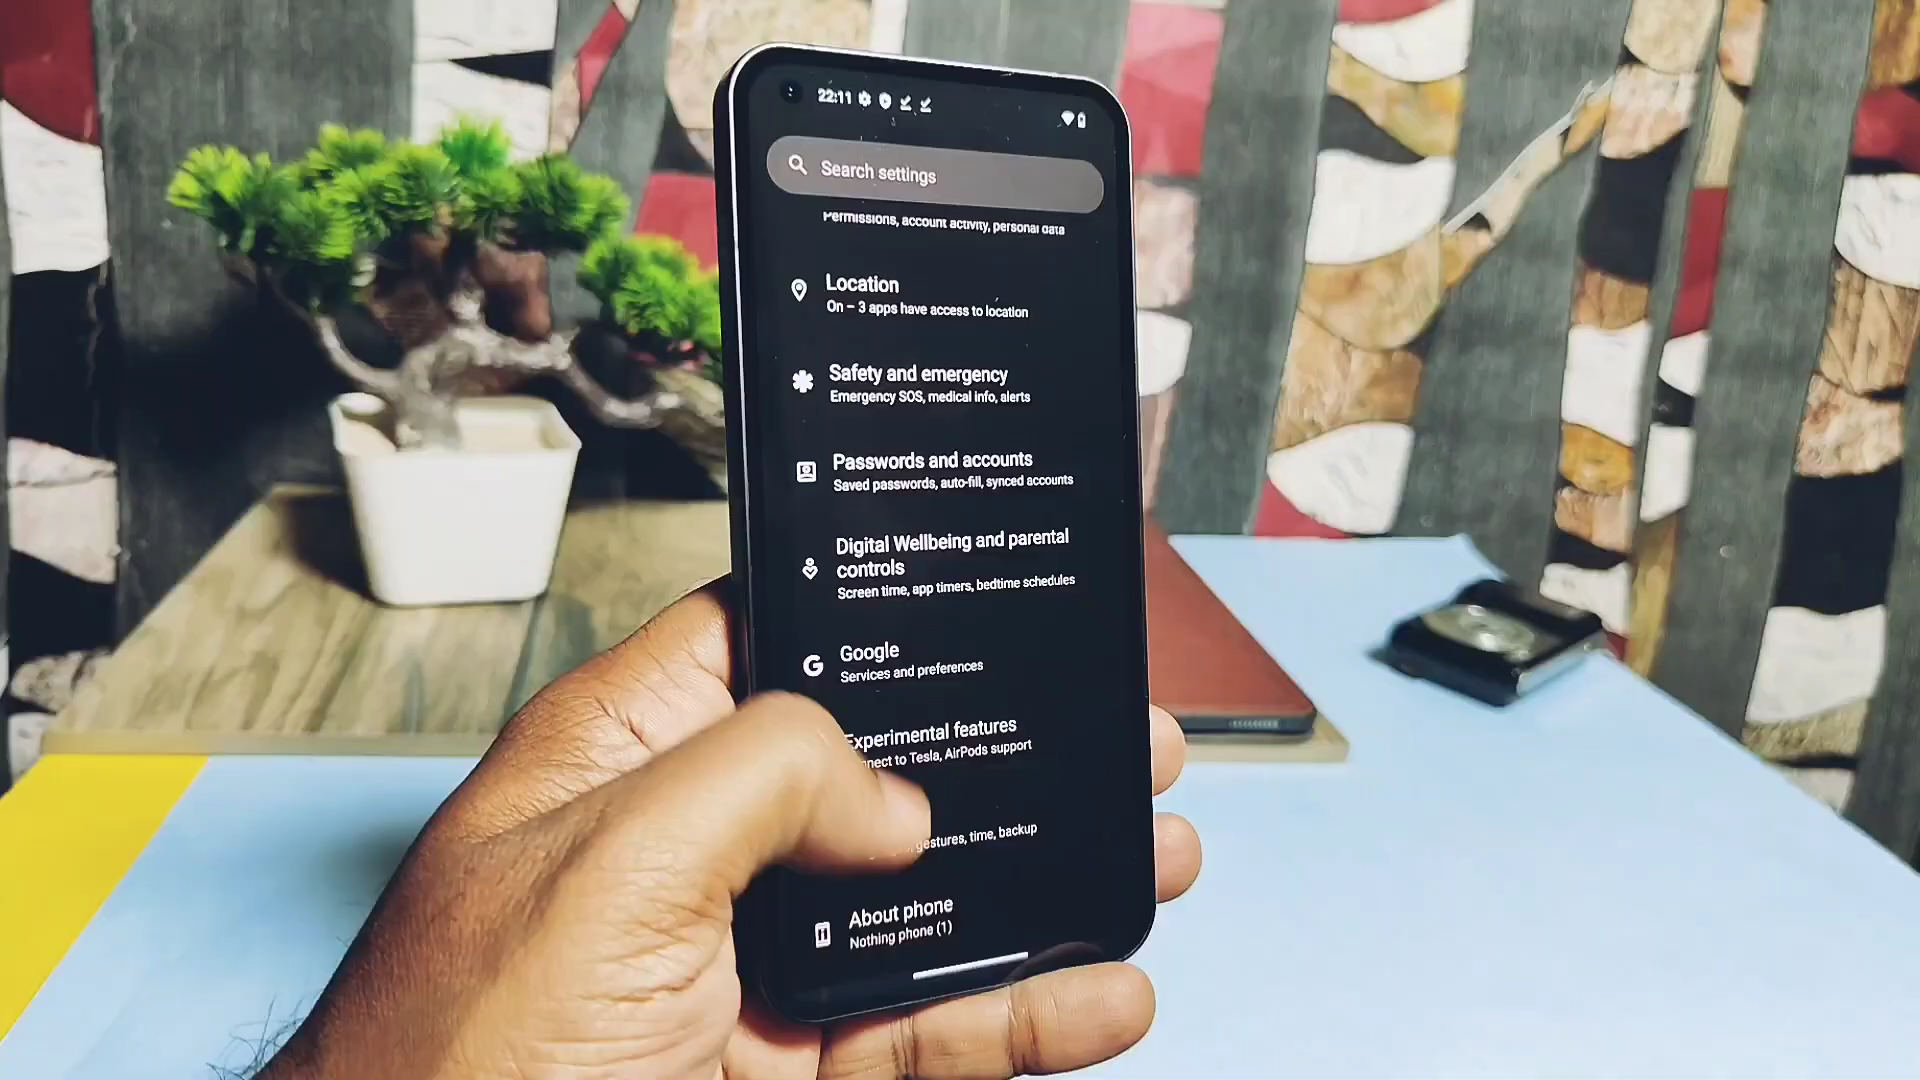 22:11
Search settings
Permissions, account activity, personal data
Location
On – 3 apps have access to location
Safety and emergency
Emergency SOS, medical info, alerts
Passwords and accounts
Saved passwords, auto-fill, synced accounts
Digital Wellbeing and parental
controls
Screen time, app timers, bedtime schedules
Google
Services and preferences
Experimental features
to Tesla, AirPods support
gestures, time, backup
About phone
Nothing phone (1)